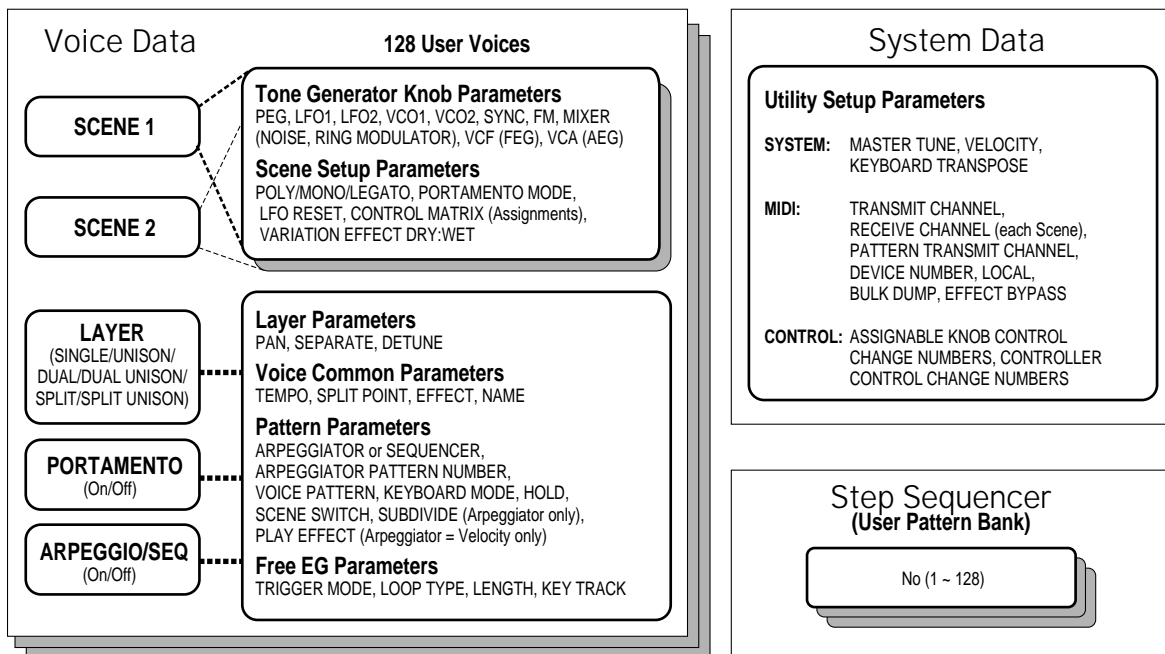 Voice Data
128 User Voices
SCENE 1
SCENE 2
Tone Generator Knob Parameters
PEG, LFO1, LFO2, VCO1, VCO2, SYNC, FM, MIXER
(NOISE, RING MODULATOR), VCF (FEG), VCA (AEG)
Scene Setup Parameters
POLY/MONO/LEGATO, PORTAMENTO MODE,
LFO RESET, CONTROL MATRIX (Assignments),
VARIATION EFFECT DRY:WET
LAYER
(SINGLE/UNISON/
DUAL/DUAL UNISON/
SPLIT/SPLIT UNISON)
PORTAMENTO
(On/Off)
ARPEGGIO/SEQ
(On/Off)
Layer Parameters
PAN, SEPARATE, DETUNE
Voice Common Parameters
TEMPO, SPLIT POINT, EFFECT, NAME
Pattern Parameters
ARPEGGIATOR or SEQUENCER,
ARPEGGIATOR PATTERN NUMBER,
VOICE PATTERN, KEYBOARD MODE, HOLD,
SCENE SWITCH, SUBDIVIDE (Arpeggiator only),
PLAY EFFECT (Arpeggiator = Velocity only)
Free EG Parameters
TRIGGER MODE, LOOP TYPE, LENGTH, KEY TRACK
System Data
Utility Setup Parameters
SYSTEM: MASTER TUNE, VELOCITY,
KEYBOARD TRANSPOSE
MIDI: TRANSMIT CHANNEL,
RECEIVE CHANNEL (each Scene),
PATTERN TRANSMIT CHANNEL,
DEVICE NUMBER, LOCAL,
BULK DUMP, EFFECT BYPASS
CONTROL: ASSIGNABLE KNOB CONTROL
CHANGE NUMBERS, CONTROLLER
CONTROL CHANGE NUMBERS
Step Sequencer
(User Pattern Bank)
No (1 ~ 128)